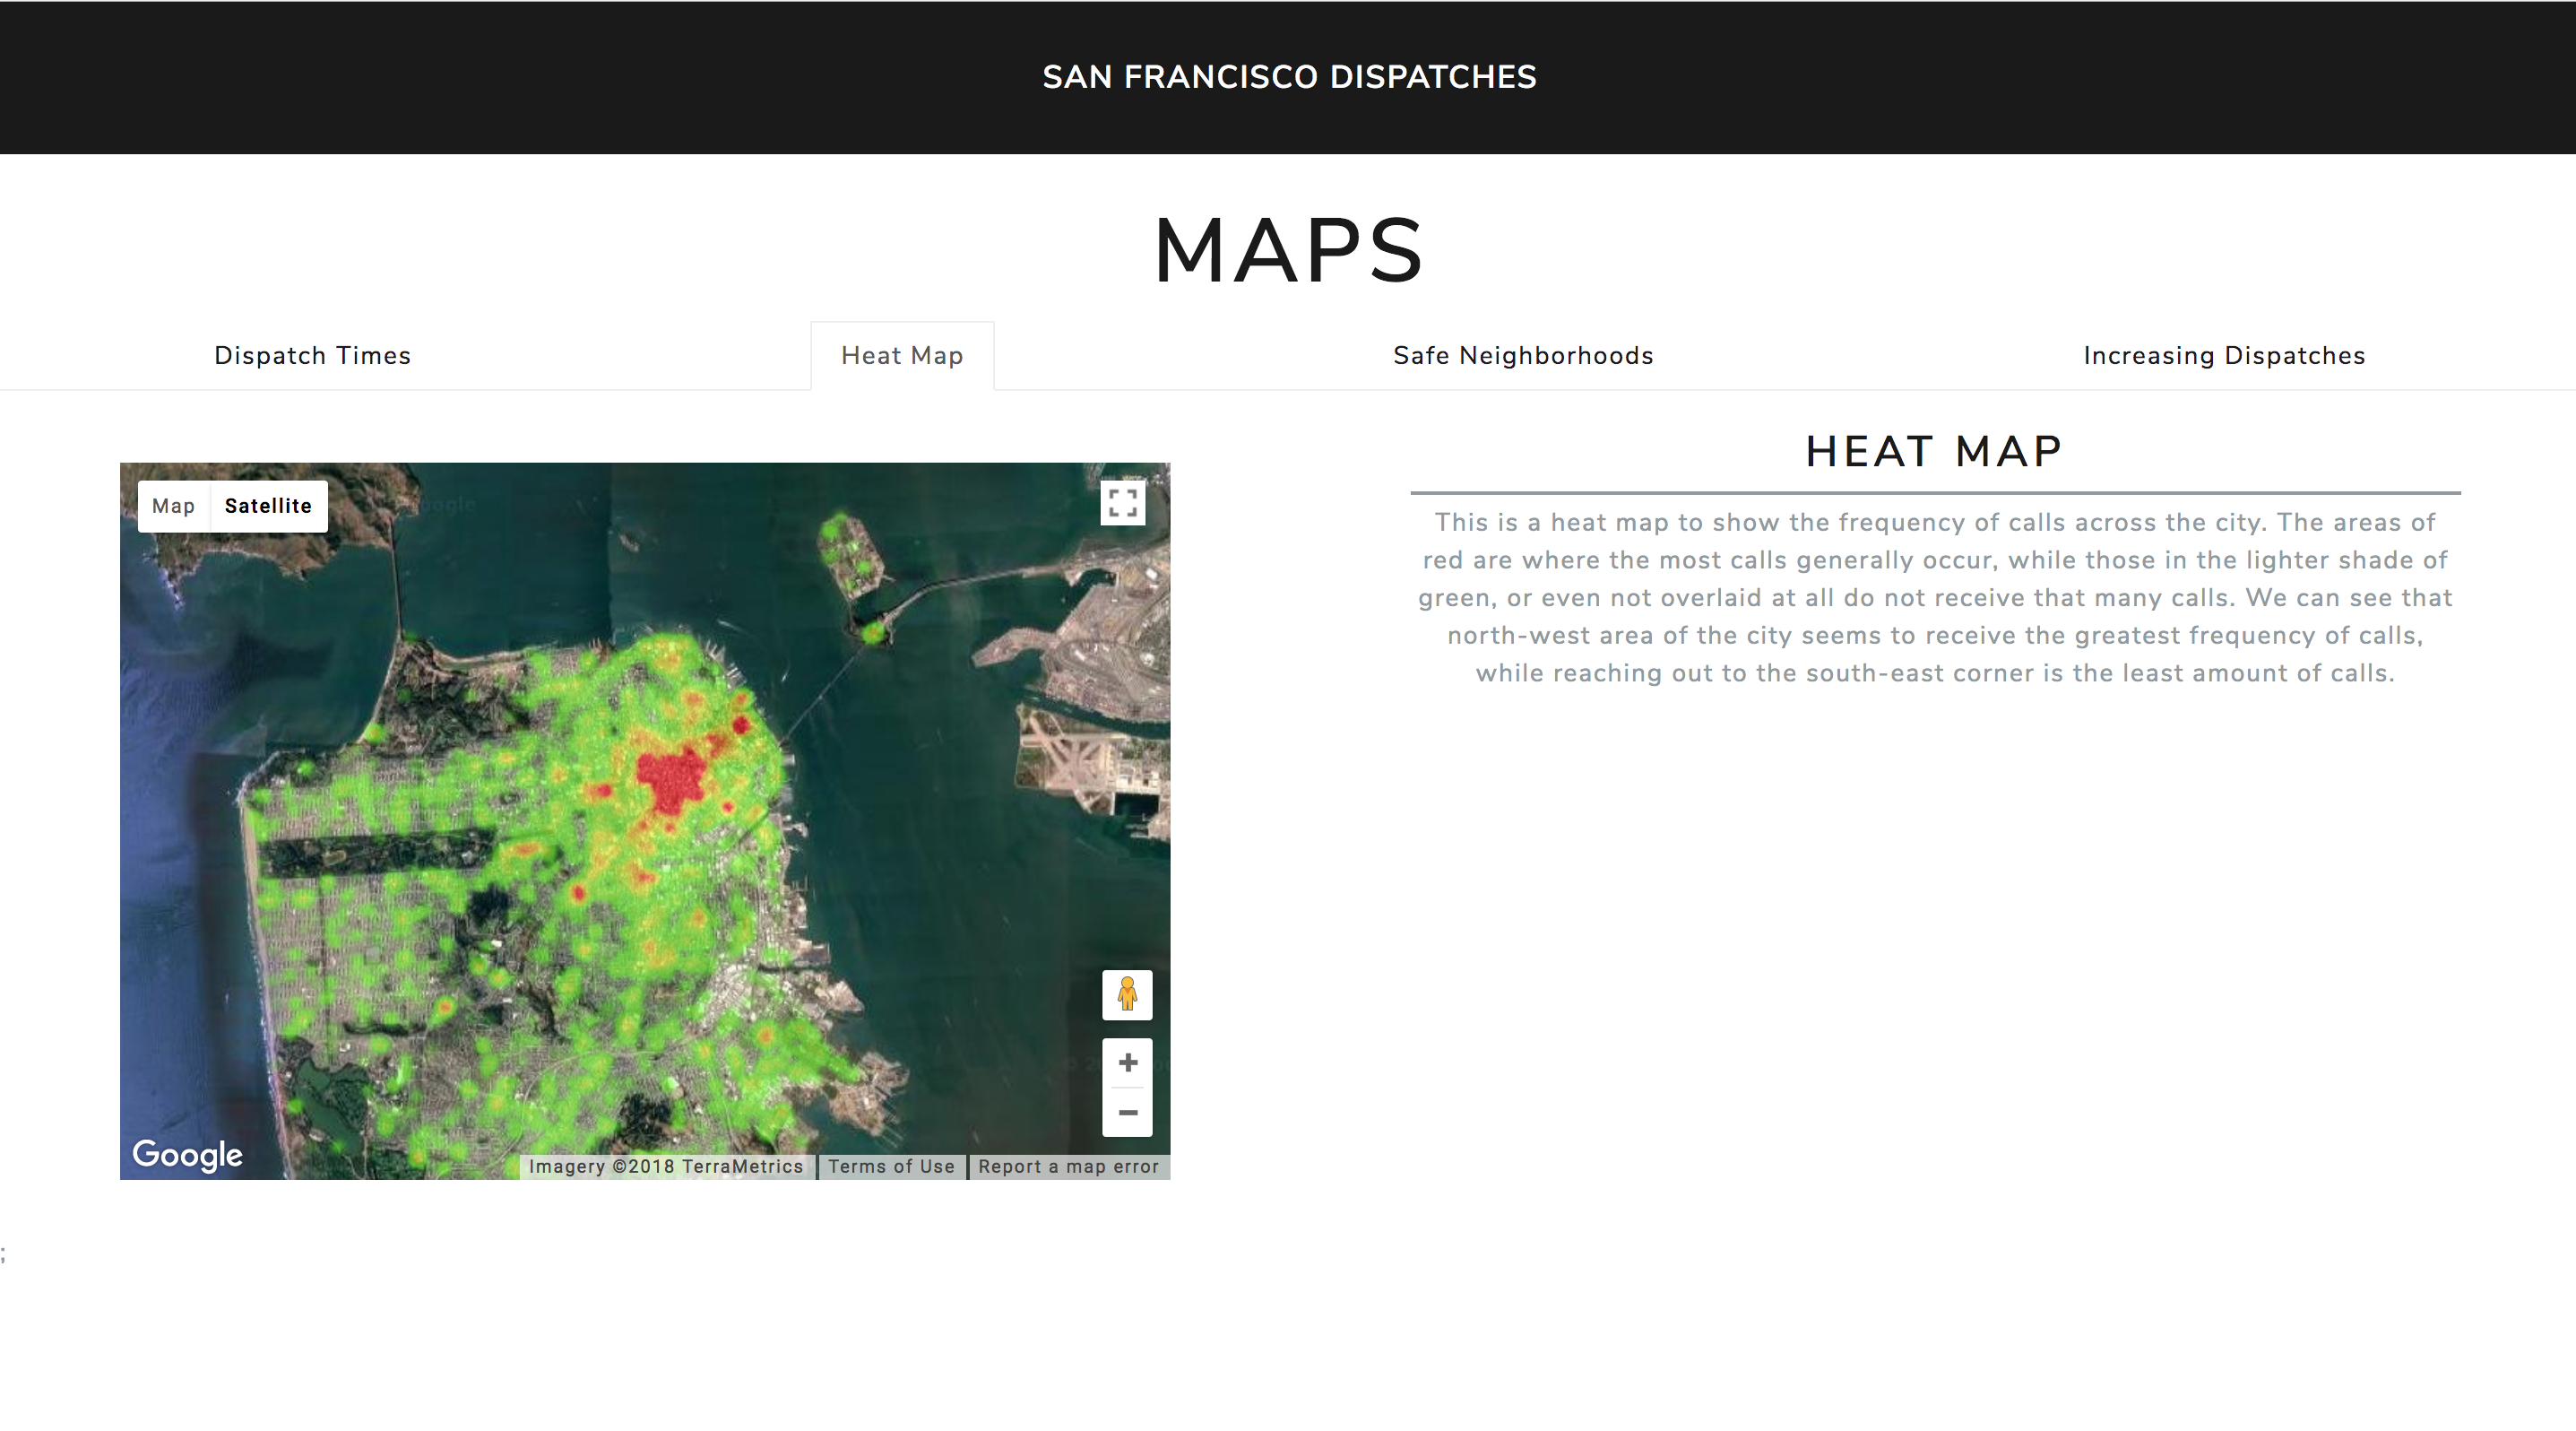 SAN FRANCISCO DISPATCHES
MAPS
Dispatch Times
Heat Map
Safe Neighborhoods
Increasing Dispatches
Map
Satellite
HEAT MAP
This is a heat map to show the frequency of calls across the city. The areas of
red are where the most calls generally occur, while those in the lighter shade of
green, or even not overlaid at all do not receive that many calls. We can see that
north-west area of the city seems to receive the greatest frequency of calls,
while reaching out to the south-east corner is the least amount of calls.
+
−
Google
Imagery ©2018 TerraMetrics
Terms of Use
Report a map error
;